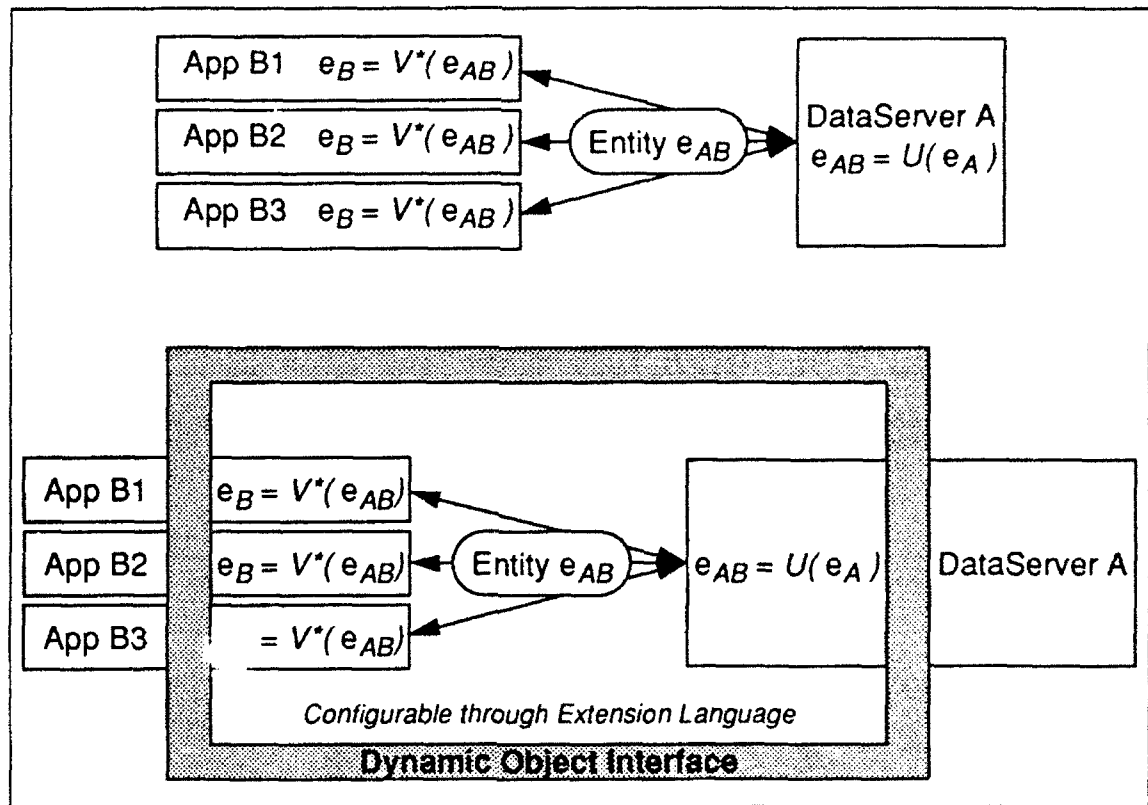 App B1 e_B = V*(e_AB)
App B2 e_B = V*(e_AB)
App B3 e_B = V*(e_AB)
Entity e_AB
DataServer A
e_AB = U(e_A)
App B1 e_B = V*(e_AB)
App B2 e_B = V*(e_AB)
App B3 = V*(e_AB)
Entity e_AB
e_AB = U(e_A)
DataServer A
Configurable through Extension Language
Dynamic Object Interface